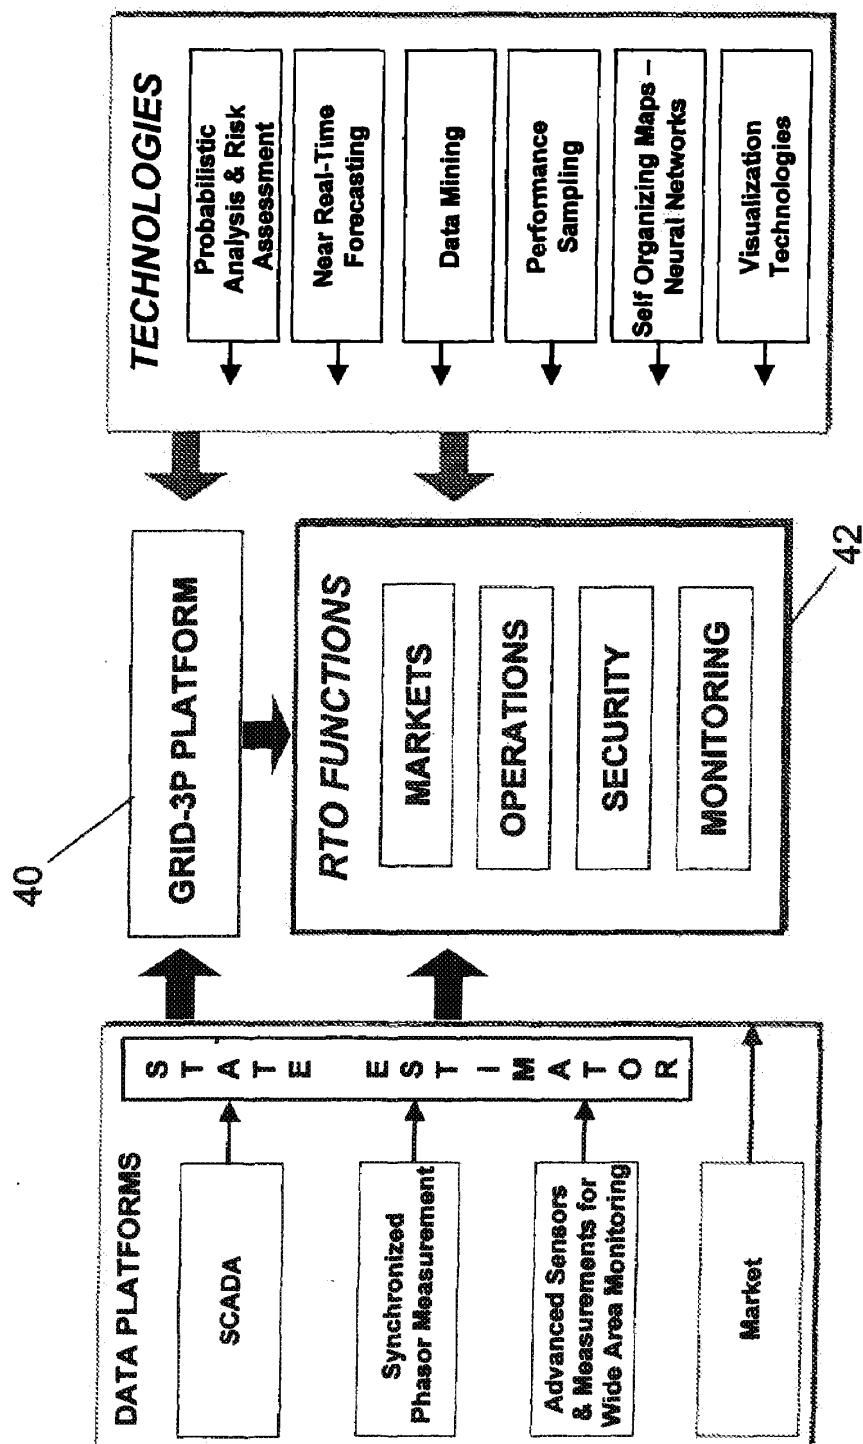 DATA PLATFORMS
SCADA
Synchronized
Phasor Measurement
Advanced Sensors
& Measurements for
Wide Area Monitoring
Market
STATE ESTIMATOR
40
GRID-3P PLATFORM
RTO FUNCTIONS
MARKETS
OPERATIONS
SECURITY
MONITORING
42
TECHNOLOGIES
Probabilistic
Analysis & Risk
Assessment
Near Real-Time
Forecasting
Data Mining
Performance
Sampling
Self Organizing Maps –
Neural Networks
Visualization
Technologies